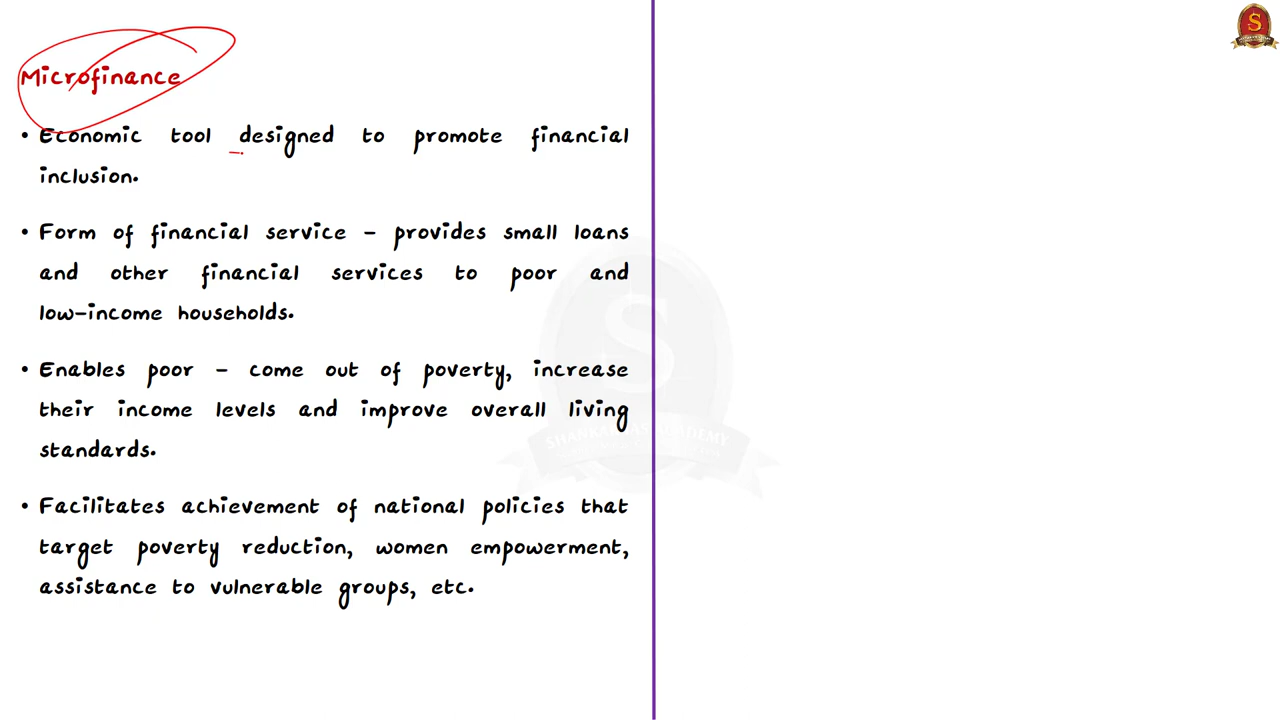 Microfinance
• Economic tool designed to promote financial
inclusion.
• Form of financial service – provides small loans
and other financial services to poor and
low-income households.
• Enables poor – come out of poverty, increase
their income levels and improve overall living
standards.
• Facilitates achievement of national policies that
target poverty reduction, women empowerment,
assistance to vulnerable groups, etc.
S
S